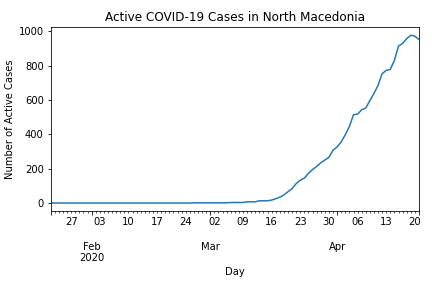 Active COVID-19 Cases in North Macedonia
Number of Active Cases
1000
800
600
400
200
0
27 03 10 17 24 02 09 16 23 30 06 13 20
Feb Mar Apr
2020
Day